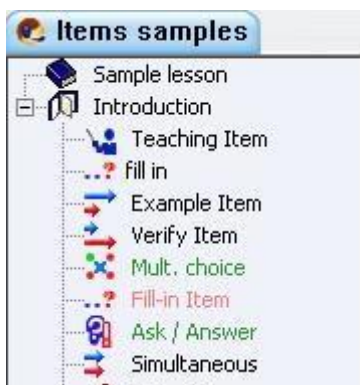 Items samples
Sample lesson
Introduction
Teaching Item
..? fill in
Example Item
Verify Item
Mult. choice
..? Fill-in Item
Ask / Answer
Simultaneous